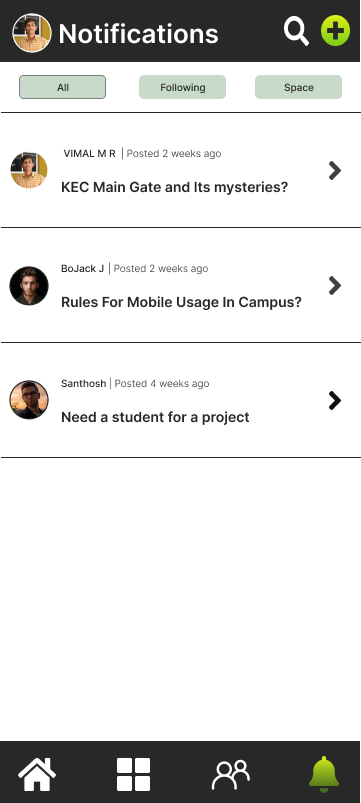 Notifications
All
Following
Space
VIMAL M R | Posted 2 weeks ago
KEC Main Gate and Its mysteries?
BoJack J | Posted 2 weeks ago
Rules For Mobile Usage In Campus?
Santhosh | Posted 4 weeks ago
Need a student for a project